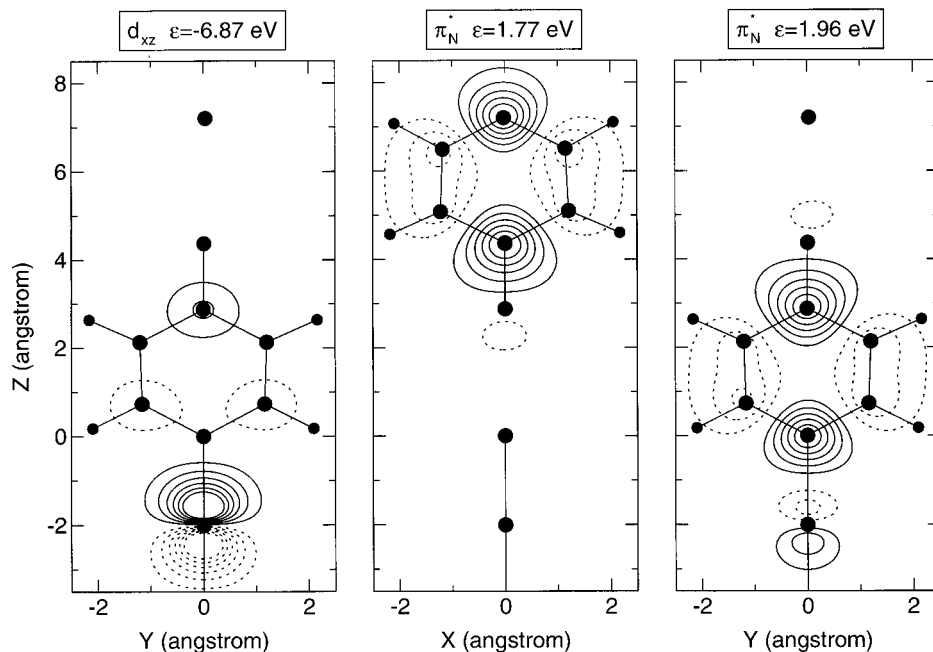 d_xz ε=-6.87 eV
π*_N ε=1.77 eV
π*_N ε=1.96 eV
Z (angstrom)
8
6
4
2
0
-2
-2 0 2
-2 0 2
-2 0 2
Y (angstrom)
X (angstrom)
Y (angstrom)